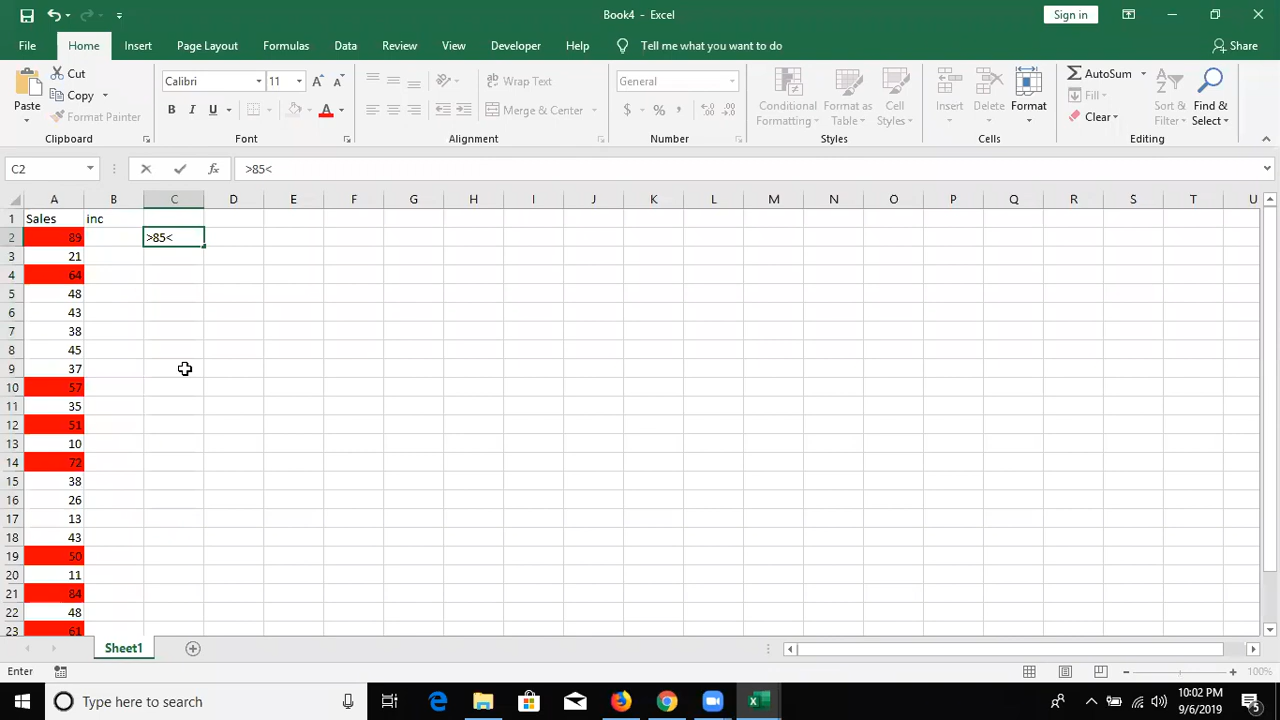 Book4 - Excel
Sign in
File Home Insert Page Layout Formulas Data Review View Developer Help Tell me what you want to do Share
Paste
Cut
Copy
Format Painter
Clipboard
Calibri 11
B I U A
Font
Wrap Text
Merge & Center
Alignment
General
$ % ,
Number
Conditional Formatting
Format as Table
Cell Styles
Styles
Insert Delete Format
Cells
AutoSum
Fill
Clear
Sort & Filter
Find & Select
Editing
C2 fx >85<
A B C D E F G H I J K L M N O P Q R S T U
1 Sales inc
2 89 >85<
3 21
4 64
5 48
6 43
7 38
8 45
9 37
10 57
11 35
12 51
13 10
14 72
15 38
16 26
17 13
18 43
19 50
20 11
21 84
22 48
23 61
Sheet1
Enter 100%
Type here to search
10:02 PM
9/6/2019
5